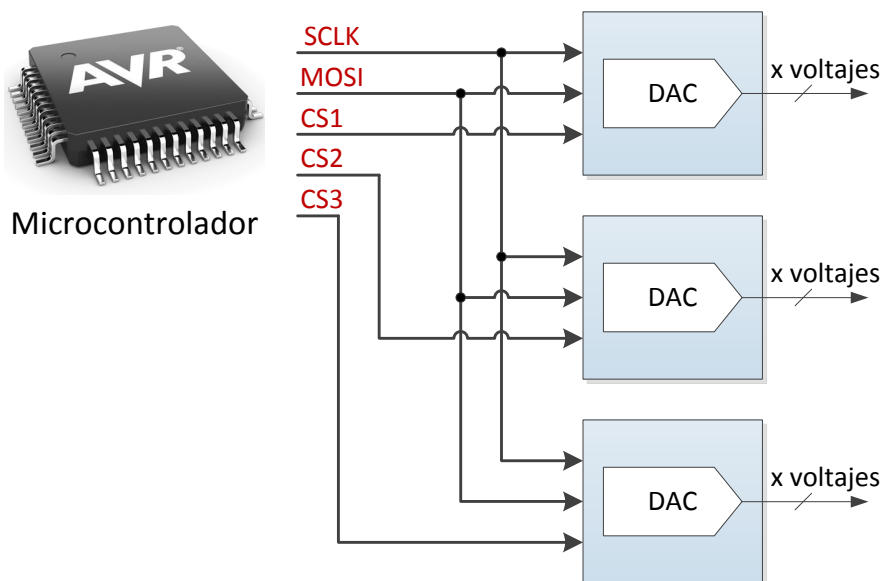 AVR®
Microcontrolador
SCLK
MOSI
CS1
CS2
CS3
DAC
x voltajes
DAC
x voltajes
DAC
x voltajes